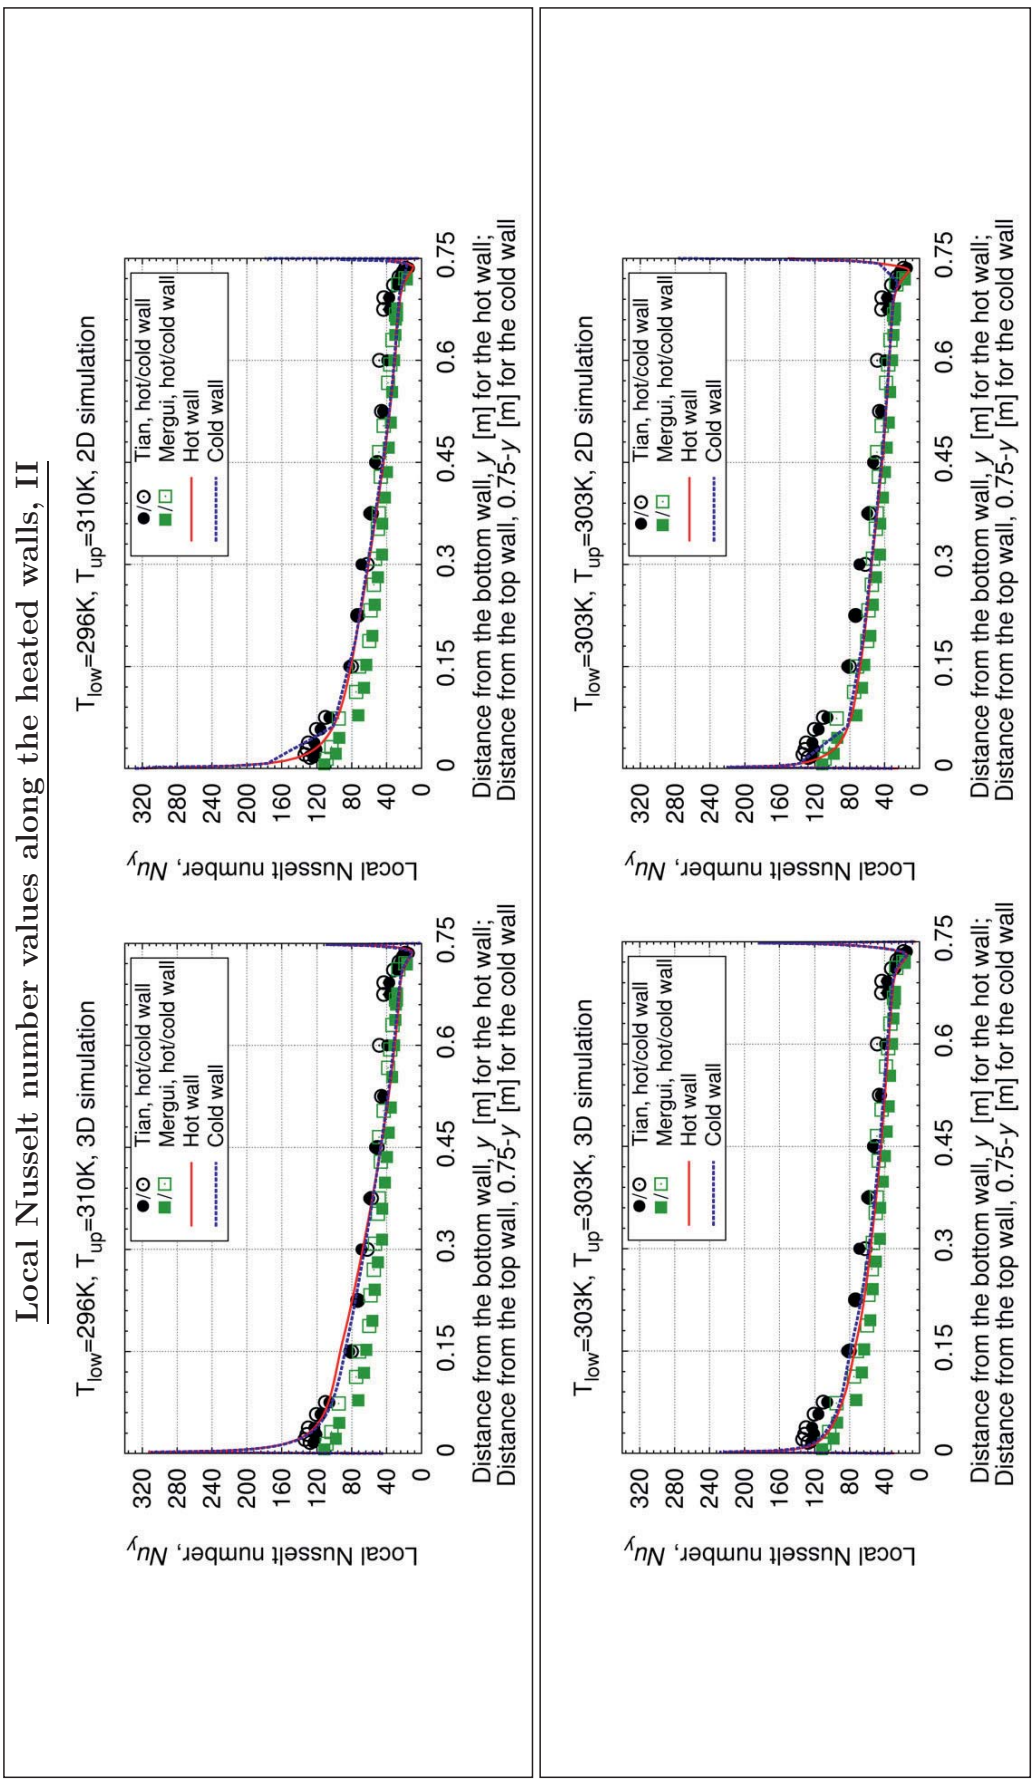 Local Nusselt number values along the heated walls, II
T_low=296K, T_up=310K, 3D simulation
Local Nusselt number, Nu_y
320
280
240
200
160
120
80
40
0
Tian, hot/cold wall
Mergui, hot/cold wall
Hot wall
Cold wall
0 0.15 0.3 0.45 0.6 0.75
Distance from the bottom wall, y [m] for the hot wall;
Distance from the top wall, 0.75-y [m] for the cold wall
T_low=296K, T_up=310K, 2D simulation
Local Nusselt number, Nu_y
320
280
240
200
160
120
80
40
0
Tian, hot/cold wall
Mergui, hot/cold wall
Hot wall
Cold wall
0 0.15 0.3 0.45 0.6 0.75
Distance from the bottom wall, y [m] for the hot wall;
Distance from the top wall, 0.75-y [m] for the cold wall
T_low=303K, T_up=303K, 3D simulation
Local Nusselt number, Nu_y
320
280
240
200
160
120
80
40
0
Tian, hot/cold wall
Mergui, hot/cold wall
Hot wall
Cold wall
0 0.15 0.3 0.45 0.6 0.75
Distance from the bottom wall, y [m] for the hot wall;
Distance from the top wall, 0.75-y [m] for the cold wall
T_low=303K, T_up=303K, 2D simulation
Local Nusselt number, Nu_y
320
280
240
200
160
120
80
40
0
Tian, hot/cold wall
Mergui, hot/cold wall
Hot wall
Cold wall
0 0.15 0.3 0.45 0.6 0.75
Distance from the bottom wall, y [m] for the hot wall;
Distance from the top wall, 0.75-y [m] for the cold wall